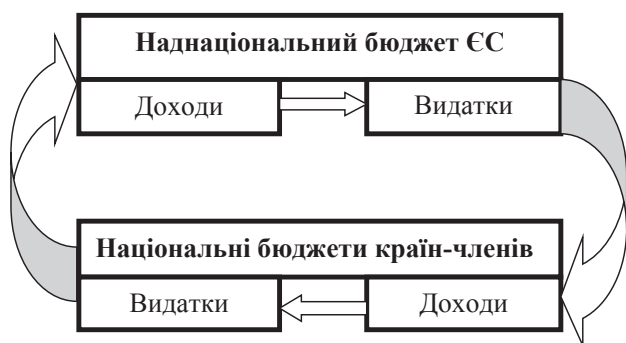 Наднаціональний бюджет ЄС
Доходи
Видатки
Національні бюджети країн-членів
Видатки
Доходи